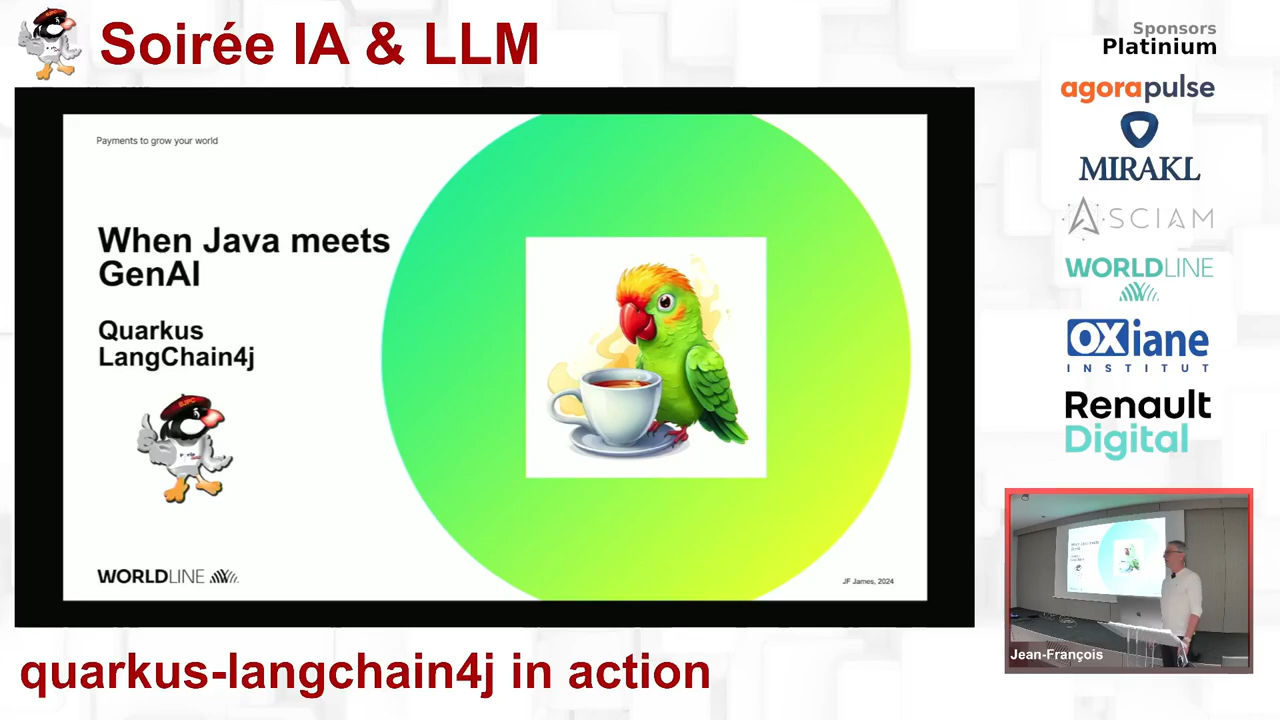 Soirée IA & LLM
Sponsors
Platinium
agorapulse
MIRAKL
ASCIAM
WORLDLINE
OXiane
INSTITUT
Renault
Digital
Payments to grow your world
When Java meets
GenAI
Quarkus
LangChain4j
WORLDLINE
JF James, 2024
Jean-François
quarkus-langchain4j in action